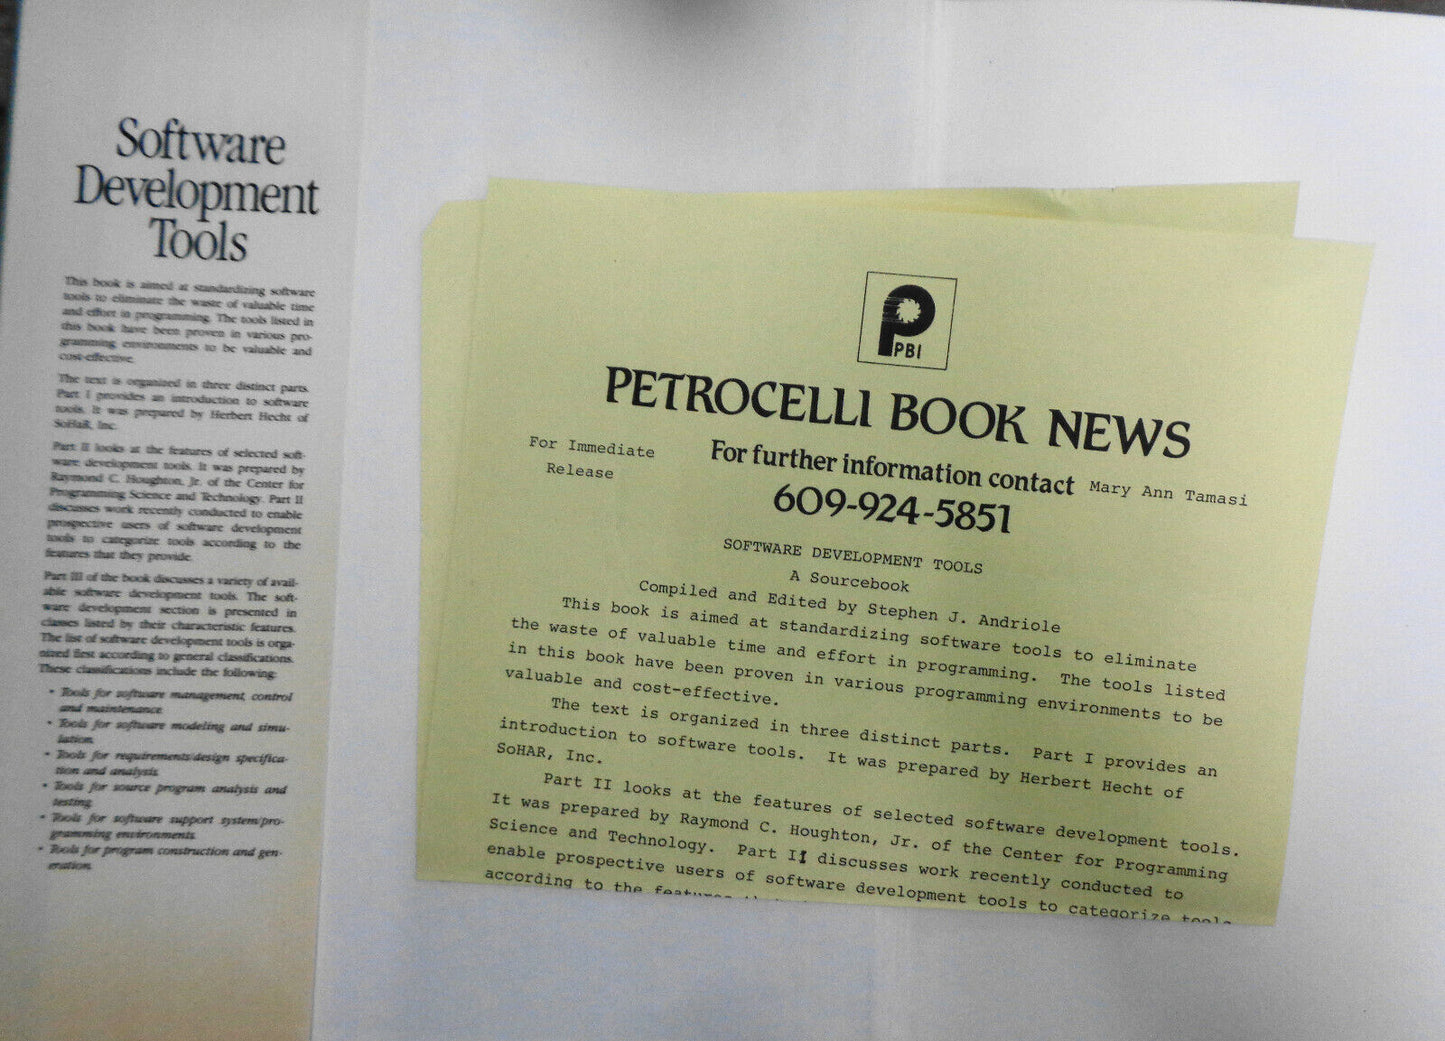 Software
Development
Tools
This book is aimed at standardizing software
tools to eliminate the waste of valuable time
and effort in programming. The tools listed in
this book have been proven in various pro-
gramming environments to be valuable and
cost-effective.
The text is organized in three distinct parts.
Part I provides an introduction to software
tools. It was prepared by Herbert Hecht of
SoHaR, Inc.
Part II looks at the features of selected soft-
ware development tools. It was prepared by
Raymond C. Houghton, Jr. of the Center for
Programming Science and Technology. Part II
discusses work recently conducted to enable
prospective users of software development
tools to categorize tools according to the
features that they provide.
Part III of the book discusses a variety of avail-
able software development tools. The soft-
ware development section is presented in
classes listed by their characteristic features.
The list of software development tools is orga-
nized first according to general classifications.
These classifications include the following:
• Tools for software management, control
and maintenance.
• Tools for software modeling and simu-
lation.
• Tools for requirements/design specifica-
tion and analysis.
• Tools for source program analysis and
testing.
• Tools for software support system/pro-
gramming environments.
• Tools for program construction and gen-
eration.
PBI
PETROCELLI BOOK NEWS
For Immediate
Release
For further information contact Mary Ann Tamasi
609-924-5851
SOFTWARE DEVELOPMENT TOOLS
A Sourcebook
Compiled and Edited by Stephen J. Andriole
This book is aimed at standardizing software tools to eliminate
the waste of valuable time and effort in programming. The tools listed
in this book have been proven in various programming environments to be
valuable and cost-effective.
The text is organized in three distinct parts. Part I provides an
introduction to software tools. It was prepared by Herbert Hecht of
SoHAR, Inc.
Part II looks at the features of selected software development tools.
It was prepared by Raymond C. Houghton, Jr. of the Center for Programming
Science and Technology. Part II discusses work recently conducted to
enable prospective users of software development tools to categorize tools
according to the features